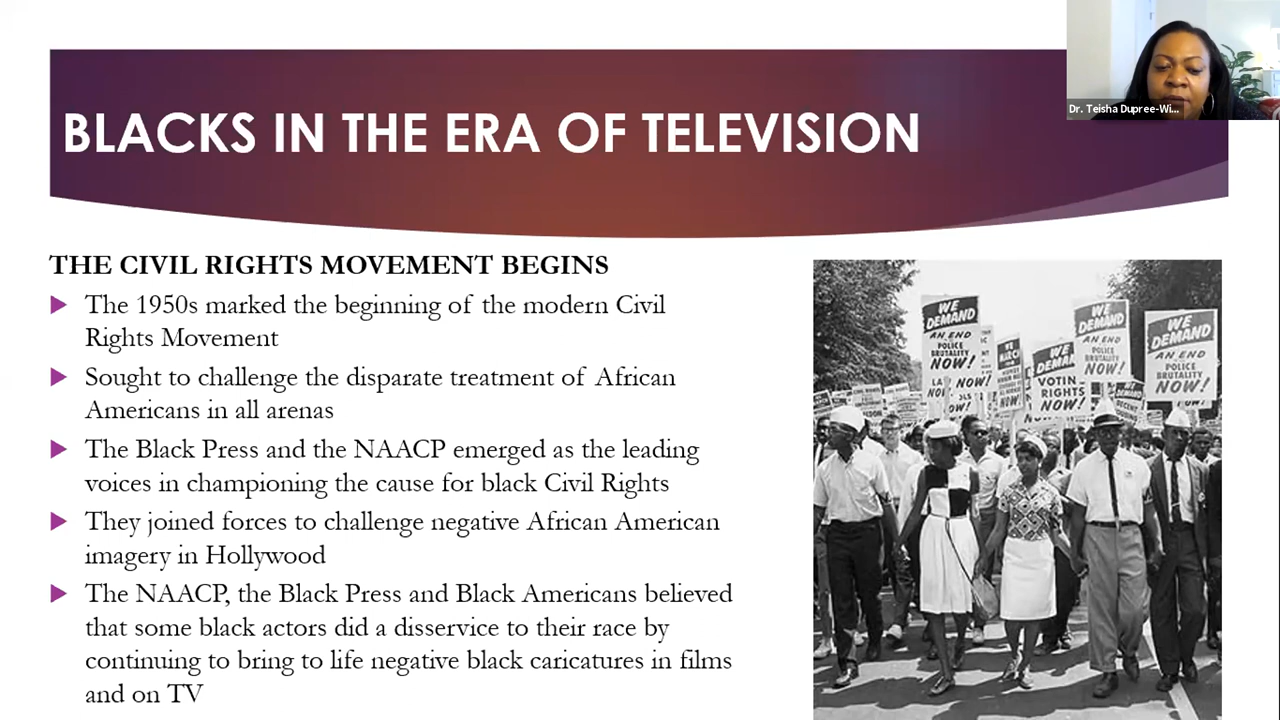 BLACKS IN THE ERA OF TELEVISION
Dr. Teisha Dupree-Wi...
THE CIVIL RIGHTS MOVEMENT BEGINS
The 1950s marked the beginning of the modern Civil
Rights Movement
Sought to challenge the disparate treatment of African
Americans in all arenas
The Black Press and the NAACP emerged as the leading
voices in championing the cause for black Civil Rights
They joined forces to challenge negative African American
imagery in Hollywood
The NAACP, the Black Press and Black Americans believed
that some black actors did a disservice to their race by
continuing to bring to life negative black caricatures in films
and on TV
WE
DEMAND
AN END
POLICE
BRUTALITY
NOW!
NOW!
WE
VOTIN
RIGHTS
NOW!
WE
DEMAND
AN END
POLICE
BRUTALITY
NOW!
WE
DEMAND
AN END
POLICE
BRUTALITY
NOW!